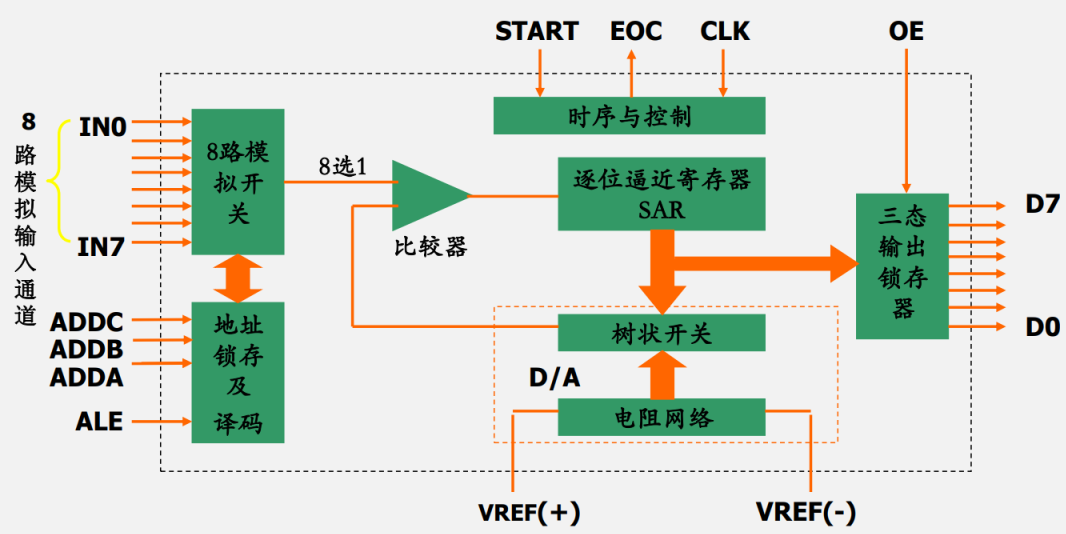 START
EOC
CLK
OE
时序与控制
8
路
模
拟
输
入
通
道
IN0
IN7
8路模
拟开
关
8选1
比较器
逐位逼近寄存器
SAR
三态
输出
锁存
器
D7
D0
ADDC
ADDB
ADDA
ALE
地址
锁存
及
译码
树状开关
D/A
电阻网络
VREF(+)
VREF(-)